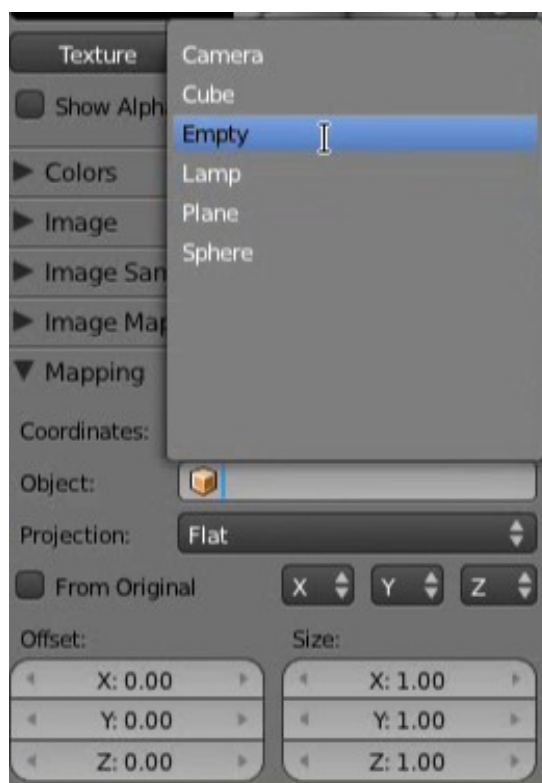 Texture
Camera
Show Alph
Cube
Empty
Colors
Lamp
Image
Plane
Image San
Sphere
Image Map
Mapping
Coordinates:
Object:
Projection: Flat
From Original X Y Z
Offset: Size:
X: 0.00 X: 1.00
Y: 0.00 Y: 1.00
Z: 0.00 Z: 1.00